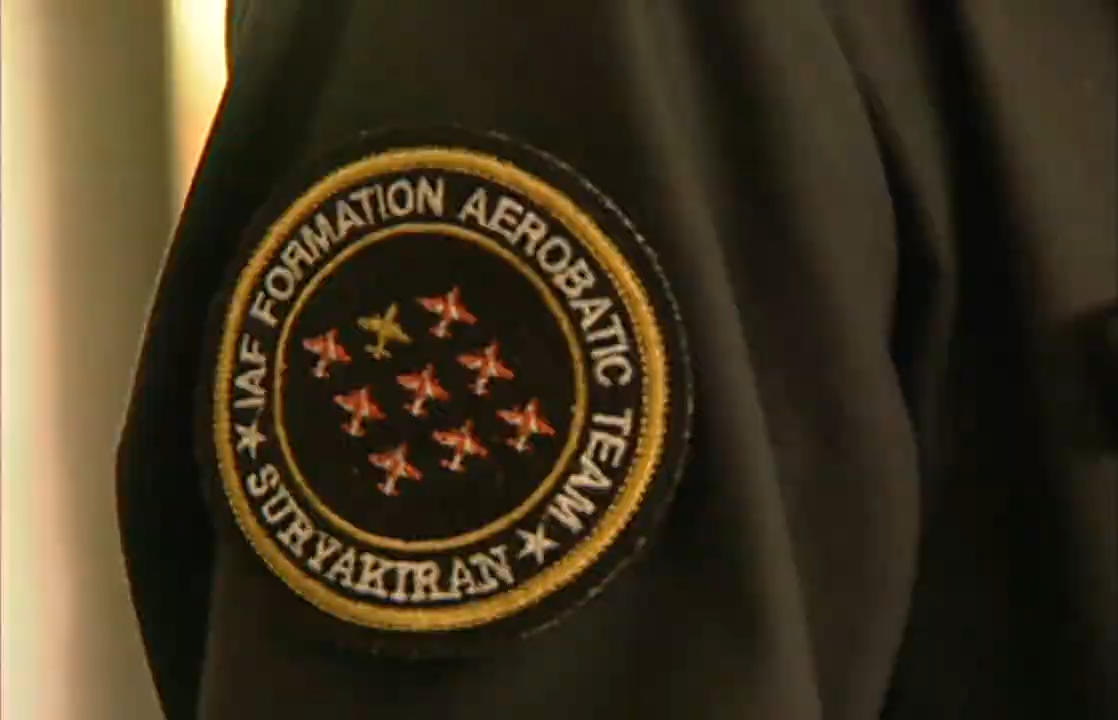 ★ IAF FORMATION AEROBATIC TEAM ★
SURYAKIRAN